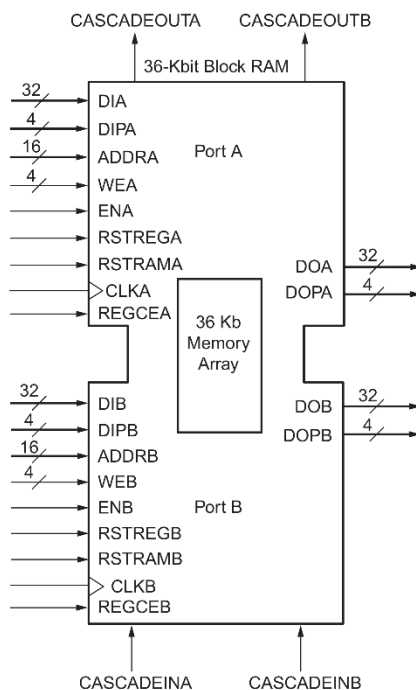 CASCADEOUTA CASCADEOUTB
36-Kbit Block RAM
32 DIA
4 DIPA
16 ADDRA
4 WEA
ENA
RSTREGA
RSTRAMA
CLKA
REGCEA
Port A
DOA 32
DOPA 4
36 Kb
Memory
Array
32 DIB
4 DIPB
16 ADDRB
4 WEB
ENB
RSTREGB
RSTRAMB
CLKB
REGCEB
Port B
DOB 32
DOPB 4
CASCADEINA CASCADEINB